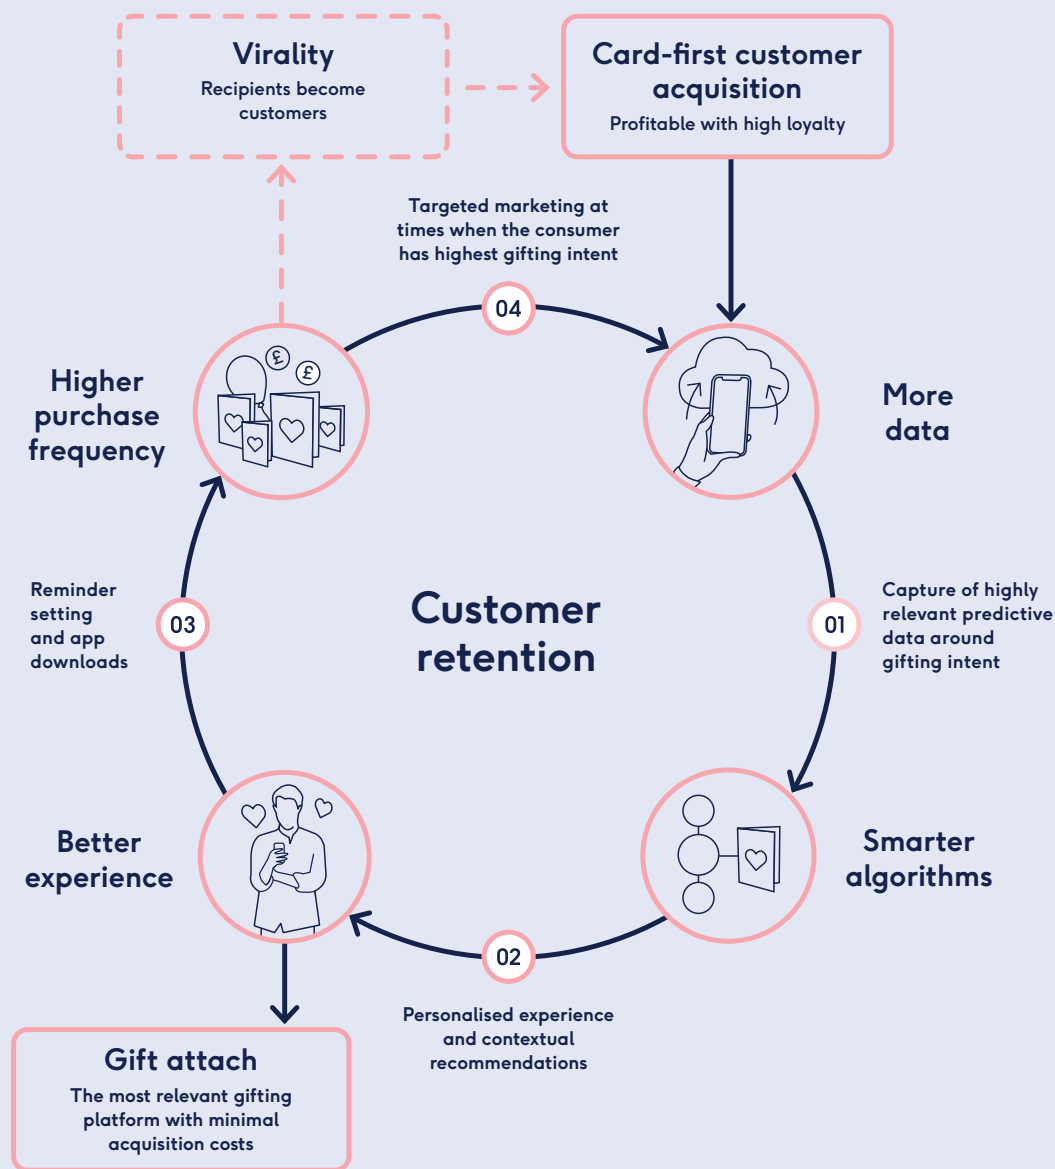 Virality
Recipients become
customers
Card-first customer
acquisition
Profitable with high loyalty
Targeted marketing at
times when the consumer
has highest gifting intent
04
£
£
Higher
purchase
frequency
More
data
Customer
retention
Reminder
setting
and app
downloads
03
01
Capture of highly
relevant predictive
data around
gifting intent
Better
experience
Smarter
algorithms
02
Personalised experience
and contextual
recommendations
Gift attach
The most relevant gifting
platform with minimal
acquisition costs